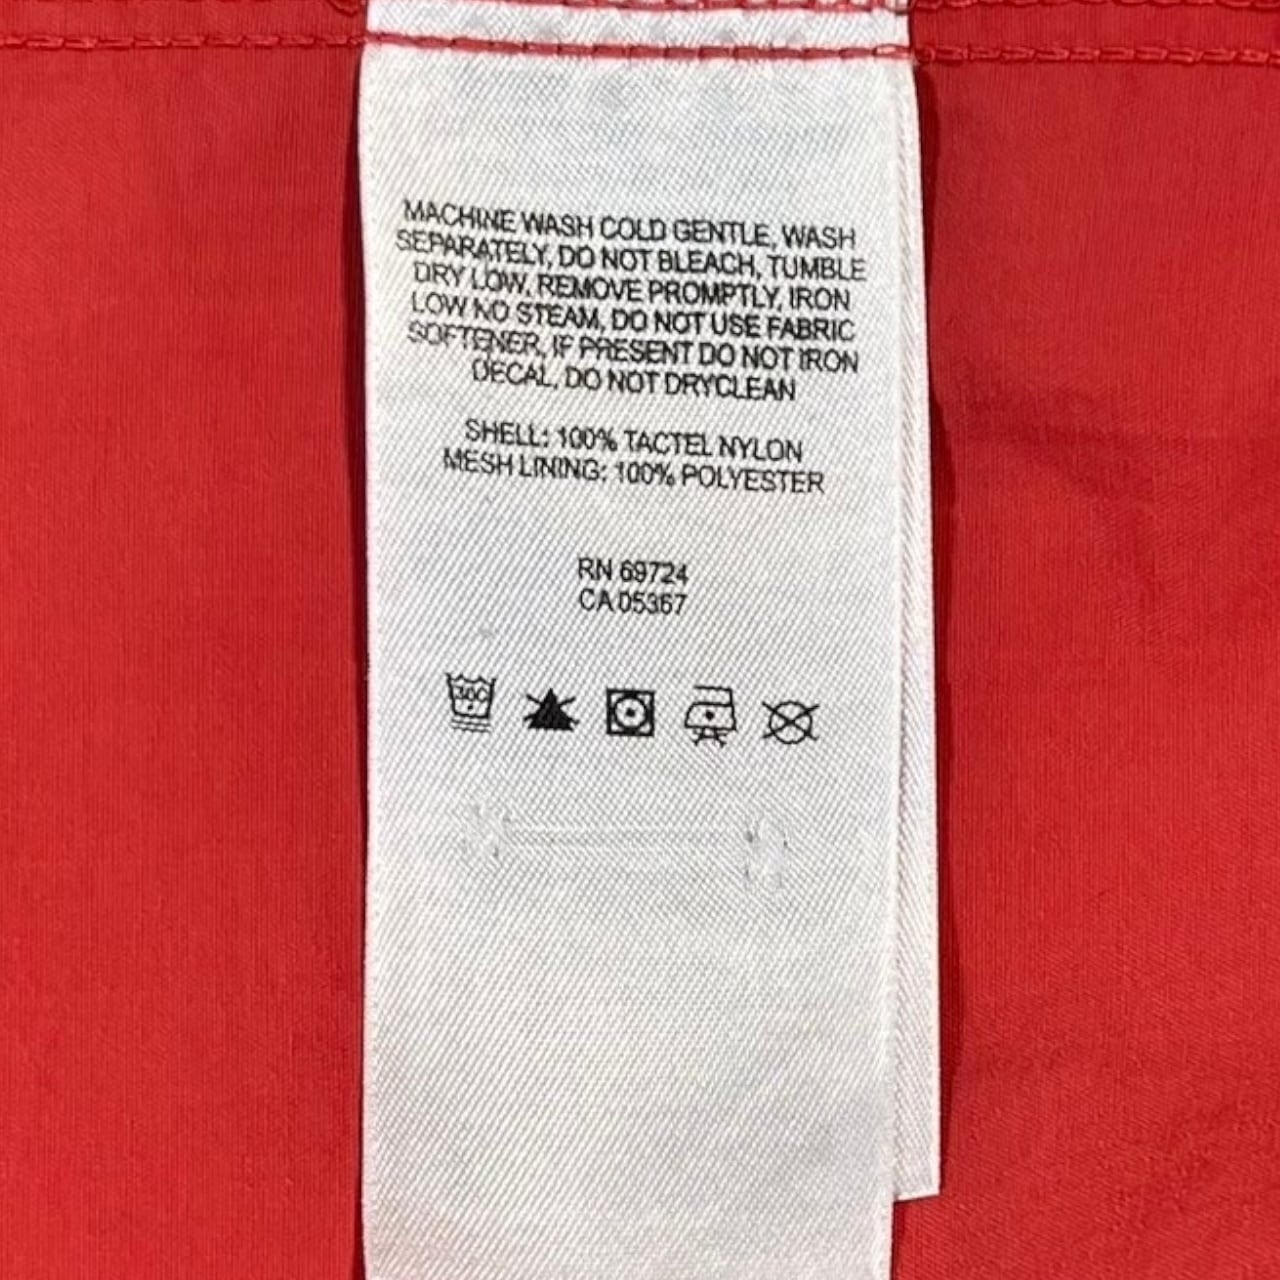 MACHINE WASH COLD GENTLE, WASH
SEPARATELY, DO NOT BLEACH, TUMBLE
DRY LOW, REMOVE PROMPTLY, IRON
LOW NO STEAM, DO NOT USE FABRIC
SOFTENER, IF PRESENT DO NOT IRON
DECAL, DO NOT DRYCLEAN
SHELL: 100% TACTEL NYLON
MESH LINING: 100% POLYESTER
RN 69724
CA 05367
30C